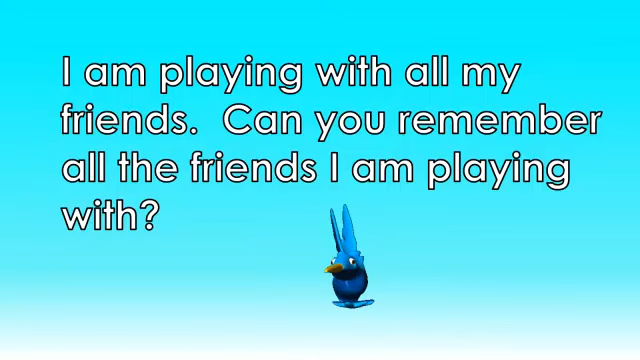 I am playing with all my
friends.  Can you remember
all the friends I am playing
with?